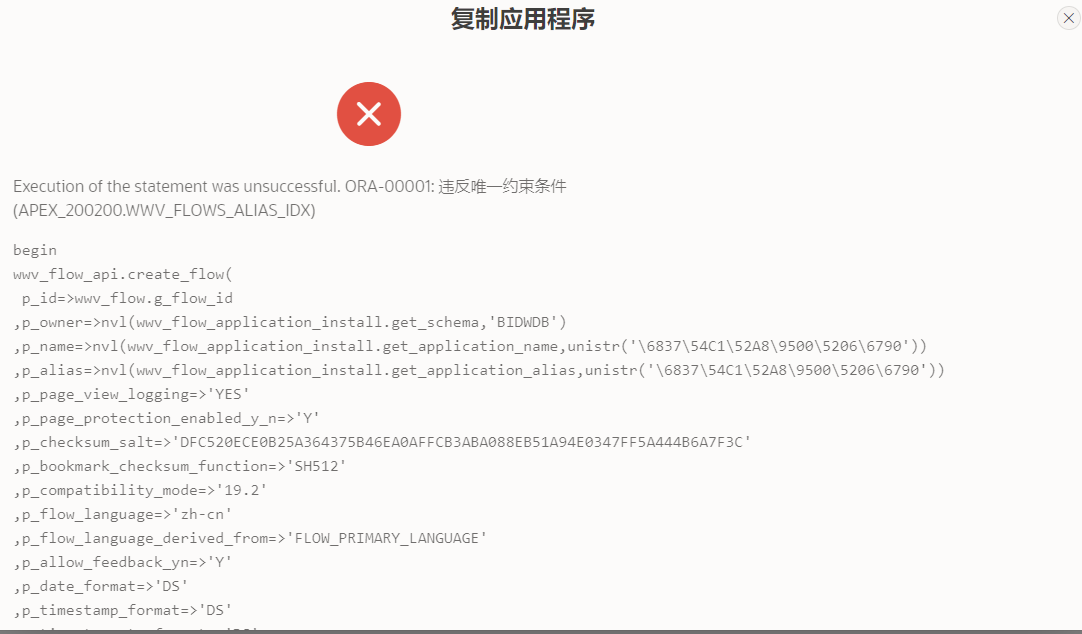 复制应用程序
Execution of the statement was unsuccessful. ORA-00001: 违反唯一约束条件
(APEX_200200.WWV_FLOWS_ALIAS_IDX)
begin
wwv_flow_api.create_flow(
 p_id=>wwv_flow.g_flow_id
,p_owner=>nvl(wwv_flow_application_install.get_schema,'BIDWDB')
,p_name=>nvl(wwv_flow_application_install.get_application_name,unistr('\6837\54C1\52A8\9500\5206\6790'))
,p_alias=>nvl(wwv_flow_application_install.get_application_alias,unistr('\6837\54C1\52A8\9500\5206\6790'))
,p_page_view_logging=>'YES'
,p_page_protection_enabled_y_n=>'Y'
,p_checksum_salt=>'DFC520ECE0B25A364375B46EA0AFFCB3ABA088EB51A94E0347FF5A444B6A7F3C'
,p_bookmark_checksum_function=>'SH512'
,p_compatibility_mode=>'19.2'
,p_flow_language=>'zh-cn'
,p_flow_language_derived_from=>'FLOW_PRIMARY_LANGUAGE'
,p_allow_feedback_yn=>'Y'
,p_date_format=>'DS'
,p_timestamp_format=>'DS'